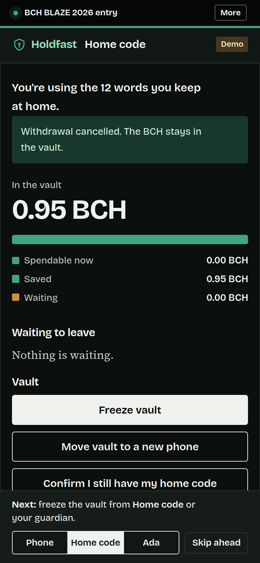 BCH BLAZE 2026 entry
More
Holdfast Home code
Demo
You're using the 12 words you keep
at home.
Withdrawal cancelled. The BCH stays in
the vault.
In the vault
0.95 BCH
Spendable now 0.00 BCH
Saved 0.95 BCH
Waiting 0.00 BCH
Waiting to leave
Nothing is waiting.
Vault
Freeze vault
Move vault to a new phone
Confirm I still have my home code
Next: freeze the vault from Home code or
your guardian.
Phone Home code Ada Skip ahead